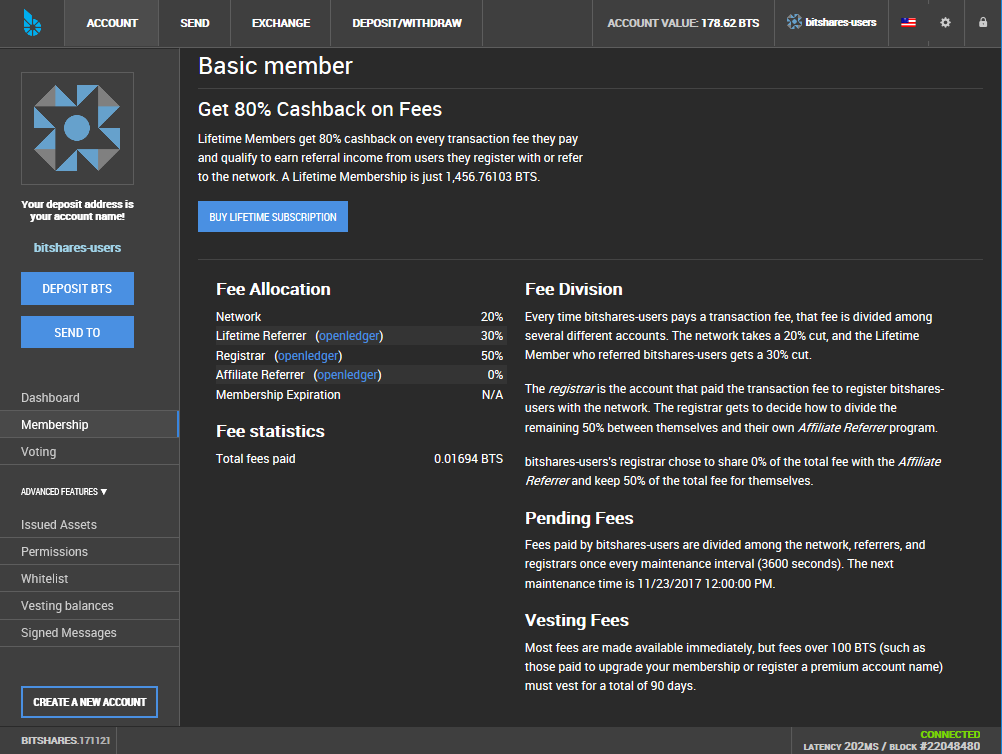 ACCOUNT
SEND
EXCHANGE
DEPOSIT/WITHDRAW
ACCOUNT VALUE: 178.62 BTS
bitshares-users
Your deposit address is
your account name!
bitshares-users
DEPOSIT BTS
SEND TO
Dashboard
Membership
Voting
ADVANCED FEATURES ▼
Issued Assets
Permissions
Whitelist
Vesting balances
Signed Messages
CREATE A NEW ACCOUNT
Basic member
Get 80% Cashback on Fees
Lifetime Members get 80% cashback on every transaction fee they pay
and qualify to earn referral income from users they register with or refer
to the network. A Lifetime Membership is just 1,456.76103 BTS.
BUY LIFETIME SUBSCRIPTION
Fee Allocation
Network 20%
Lifetime Referrer (openledger) 30%
Registrar (openledger) 50%
Affiliate Referrer (openledger) 0%
Membership Expiration N/A
Fee statistics
Total fees paid 0.01694 BTS
Fee Division
Every time bitshares-users pays a transaction fee, that fee is divided among
several different accounts. The network takes a 20% cut, and the Lifetime
Member who referred bitshares-users gets a 30% cut.
The registrar is the account that paid the transaction fee to register bitshares-
users with the network. The registrar gets to decide how to divide the
remaining 50% between themselves and their own Affiliate Referrer program.
bitshares-users's registrar chose to share 0% of the total fee with the Affiliate
Referrer and keep 50% of the total fee for themselves.
Pending Fees
Fees paid by bitshares-users are divided among the network, referrers, and
registrars once every maintenance interval (3600 seconds). The next
maintenance time is 11/23/2017 12:00:00 PM.
Vesting Fees
Most fees are made available immediately, but fees over 100 BTS (such as
those paid to upgrade your membership or register a premium account name)
must vest for a total of 90 days.
BITSHARES.171121
CONNECTED
LATENCY 202MS / BLOCK #22048480